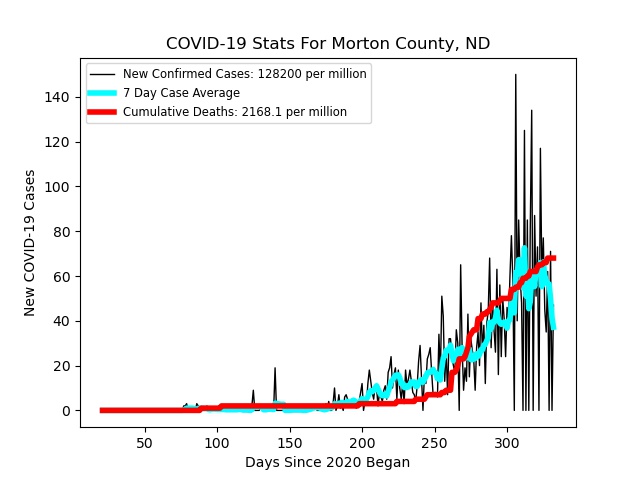 COVID-19 Stats For Morton County, ND
New Confirmed Cases: 128200 per million
7 Day Case Average
Cumulative Deaths: 2168.1 per million
New COVID-19 Cases
140
120
100
80
60
40
20
0
50 100 150 200 250 300
Days Since 2020 Began